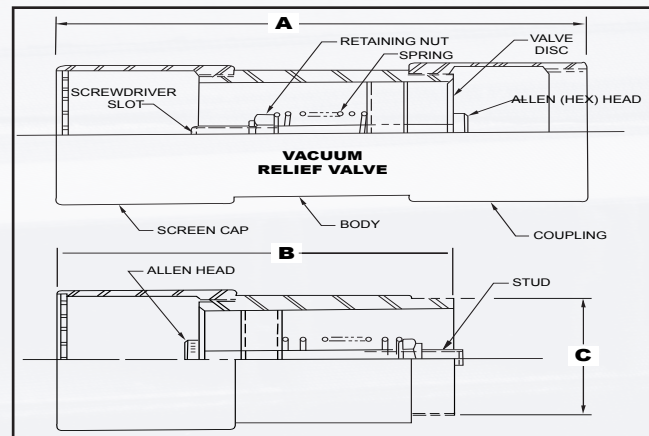 A
RETAINING NUT
SPRING
VALVE
DISC
SCREWDRIVER
SLOT
ALLEN (HEX) HEAD
VACUUM
RELIEF VALVE
SCREEN CAP
BODY
COUPLING
B
ALLEN HEAD
STUD
C